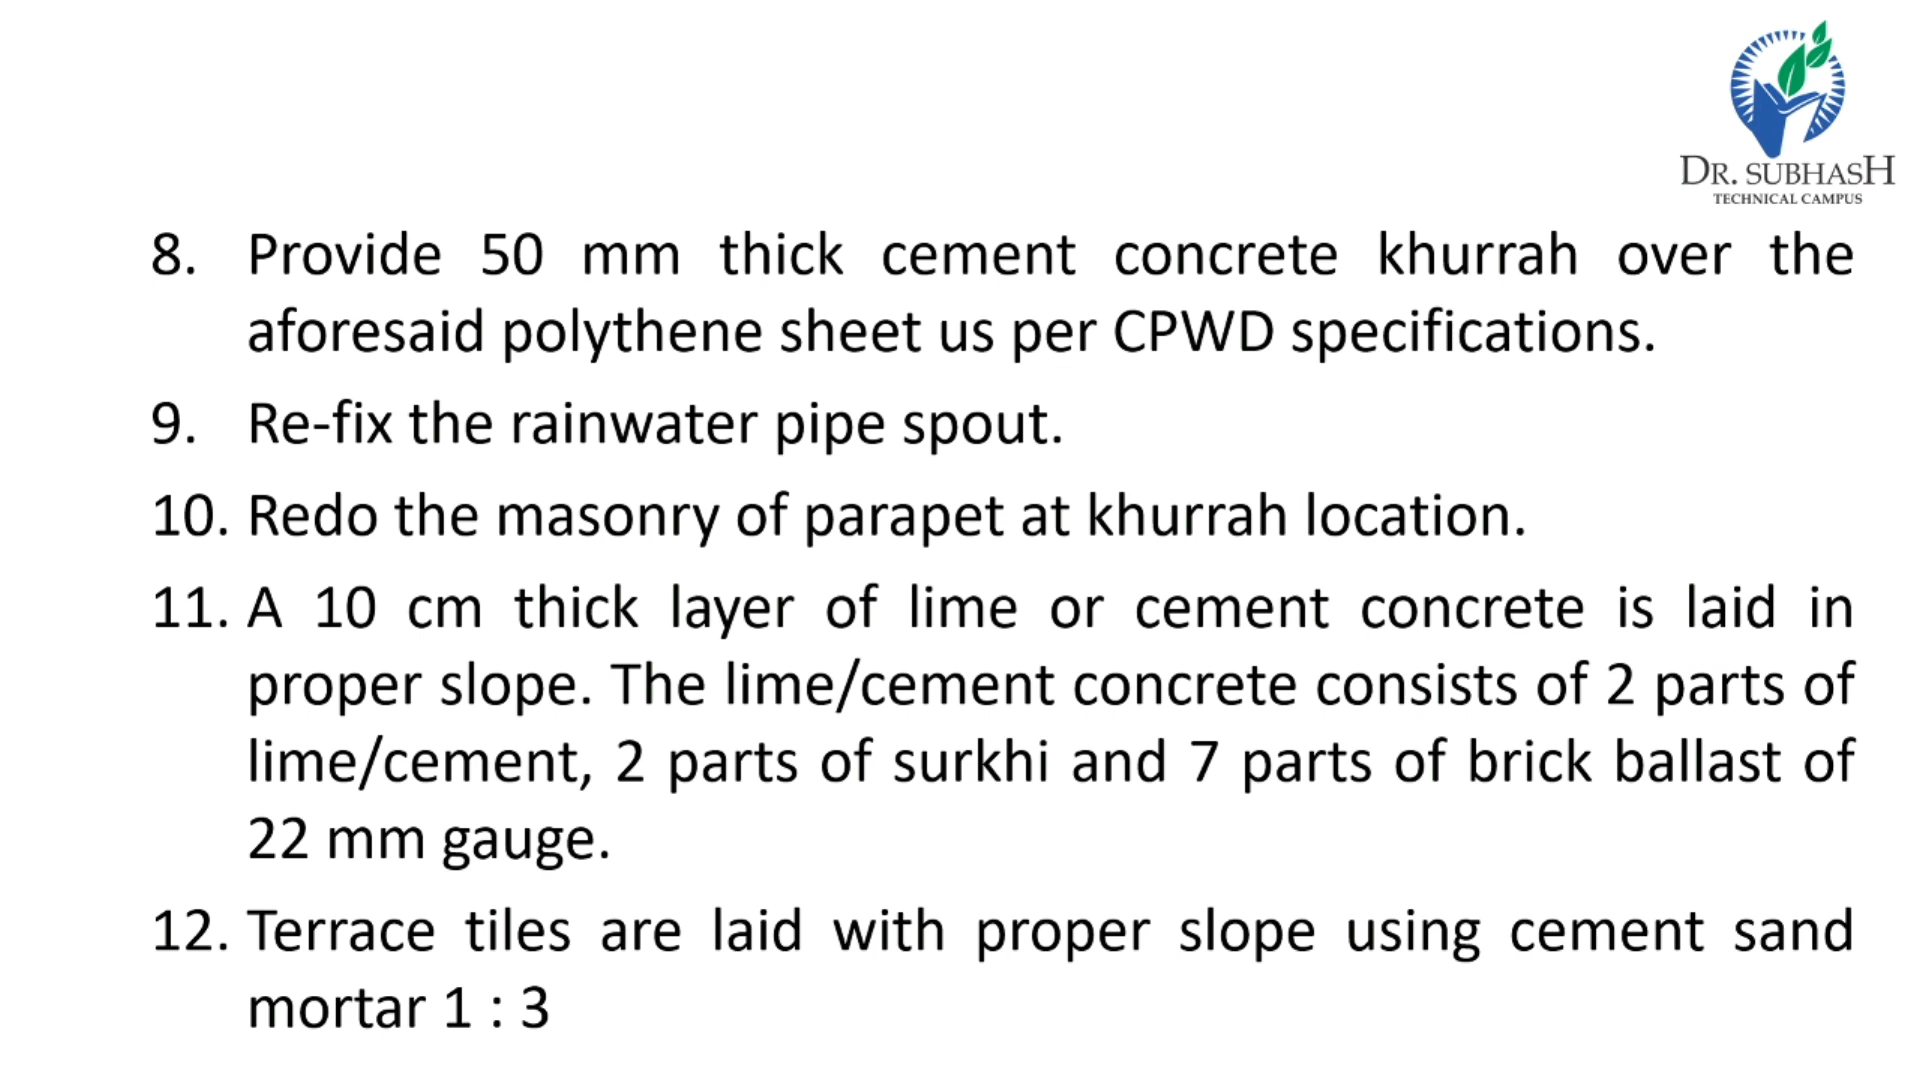 DR. SUBHASH
TECHNICAL CAMPUS
8. Provide 50 mm thick cement concrete khurrah over the
aforesaid polythene sheet us per CPWD specifications.
9. Re-fix the rainwater pipe spout.
10. Redo the masonry of parapet at khurrah location.
11. A 10 cm thick layer of lime or cement concrete is laid in
proper slope. The lime/cement concrete consists of 2 parts of
lime/cement, 2 parts of surkhi and 7 parts of brick ballast of
22 mm gauge.
12. Terrace tiles are laid with proper slope using cement sand
mortar 1 : 3